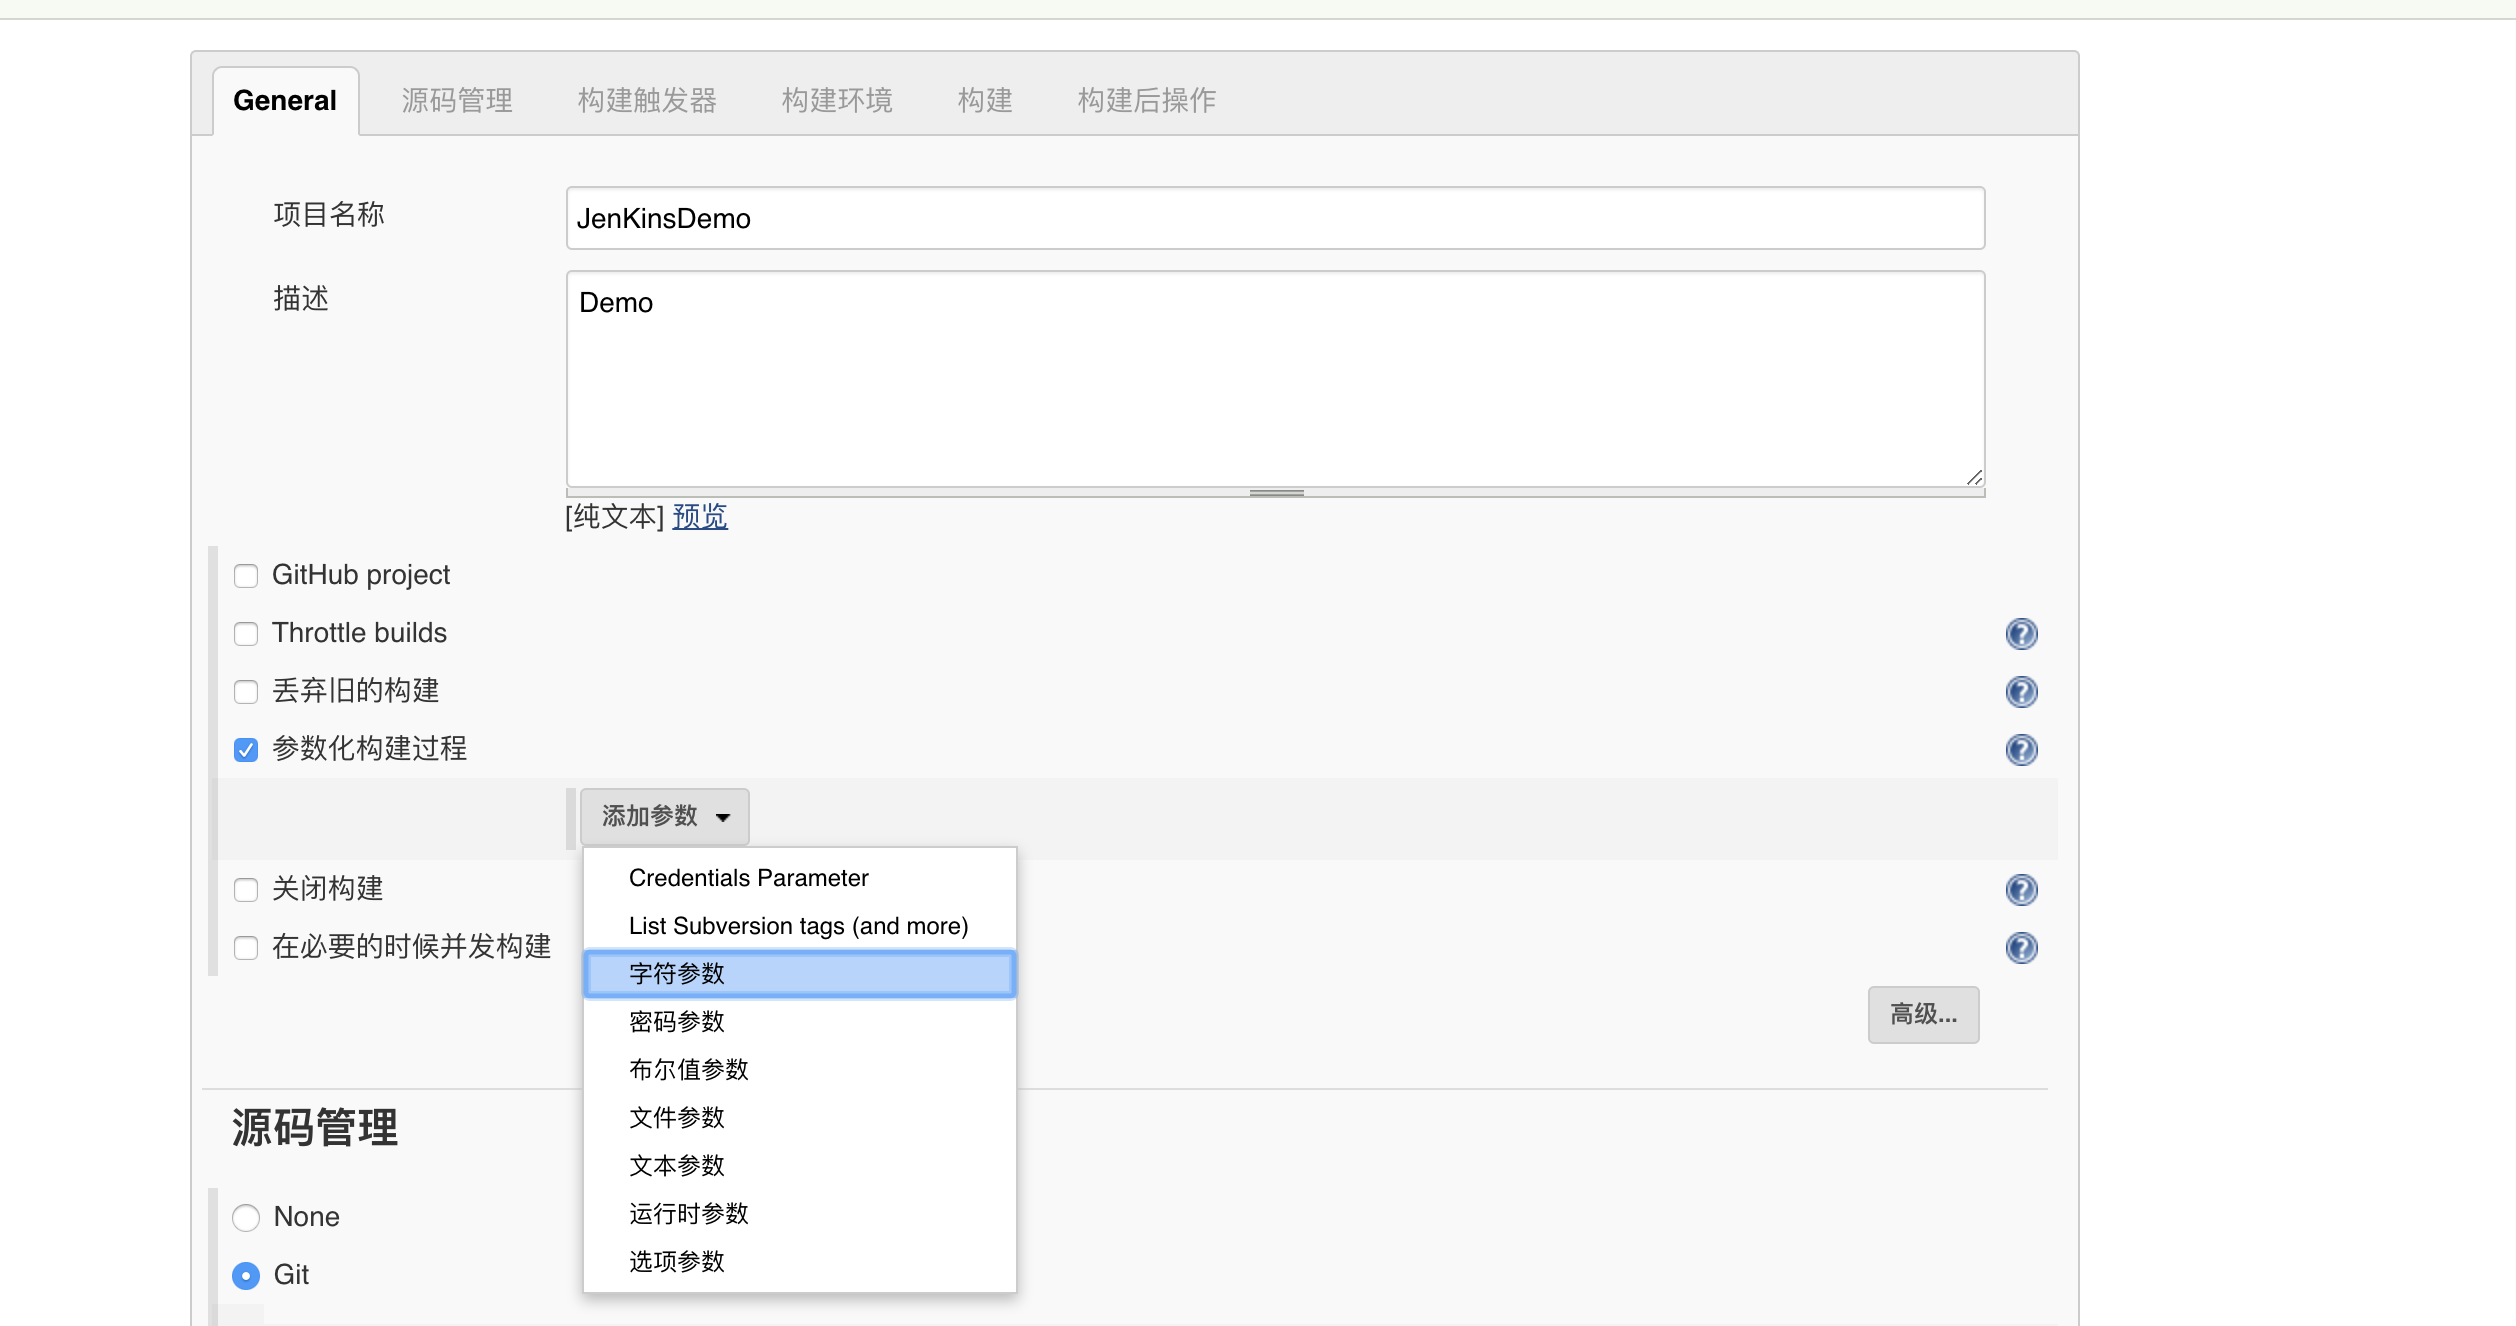 General 源码管理 构建触发器 构建环境 构建 构建后操作
项目名称
JenKinsDemo
描述
Demo
[纯文本] 预览
GitHub project
Throttle builds
丢弃旧的构建
参数化构建过程
添加参数
Credentials Parameter
关闭构建
List Subversion tags (and more)
在必要的时候并发构建
字符参数
高级...
密码参数
布尔值参数
文件参数
源码管理
文本参数
运行时参数
None
选项参数
Git